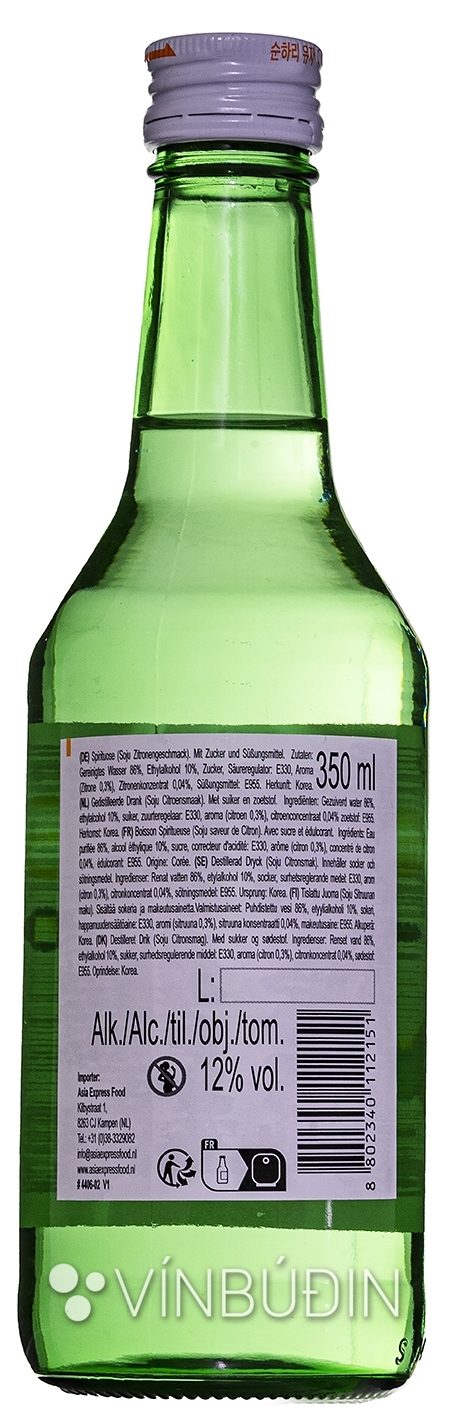 순하리 유자
(DE) Spirituose (Soju Zitronengeschmack). Mit Zucker und Süßungsmittel. Zutaten:
Gereinigtes Wasser 86%, Ethylalkohol 10%, Zucker, Säureregulator: E330, Aroma
(Zitrone 0,3%), Zitronenkonzentrat 0,04%, Süßungsmittel: E955. Herkunft: Korea.
350 ml
(NL) Gedistilleerde Drank (Soju Citroensmaak). Met suiker en zoetstof. Ingrediënten: Gezuiverd water 86%,
ethylalcohol 10%, suiker, zuurteregelaar: E330, aroma (citroen 0,3%), citroenconcentraat 0,04% zoetstof: E955.
Herkomst: Korea. (FR) Boisson Spiritueuse (Soju saveur de Citron). Avec sucre et édulcorant. Ingrédients: Eau
purifiée 86%, alcool éthylique 10%, sucre, correcteur d'acidité: E330, arôme (citron 0,3%), concentré de citron
0,04%, édulcorant: E955. Origine: Corée. (SE) Destillerad Dryck (Soju Citronsmak). Innehåller socker och
sötningsmedel. Ingredienser: Renat vatten 86%, etylalkohol 10%, socker, surhetsreglerande medel: E330, arom
(citron 0,3%), citronkoncentrat 0,04%, sötningsmedel: E955. Ursprung: Korea. (FI) Tislattu Juoma (Soju Sitruunan
maku). Sisältää sokeria ja makeutusainetta.Valmistusaineet: Puhdistettu vesi 86%, etyylialkoholi 10%, sokeri,
happamuudensäätöaine: E330, aromi (sitruuna 0,3%), sitruuna konsentraatti 0,04%, makeutusaine: E955. Alkuperä:
Korea. (DK) Destilleret Drik (Soju Citronsmag). Med sukker og sødestof. Ingredienser: Renset vand 86%,
ethylalkohol 10%, sukker, surhedsregulerende middel: E330, aroma (citron 0,3%), citronkoncentrat 0,04%, sødestof:
E955. Oprindelse: Korea.
L:
Alk./Alc./til./obj./tom.
12% vol.
Importer:
Asia Express Food
Kilbystraat 1,
8263 CJ Kampen (NL)
Tel.: +31 (0)38-3329082
info@asiaexpressfood.nl
www.asiaexpressfood.nl
# 4406-02 V1
FR
8 802340 112151
VÍNBÚÐIN